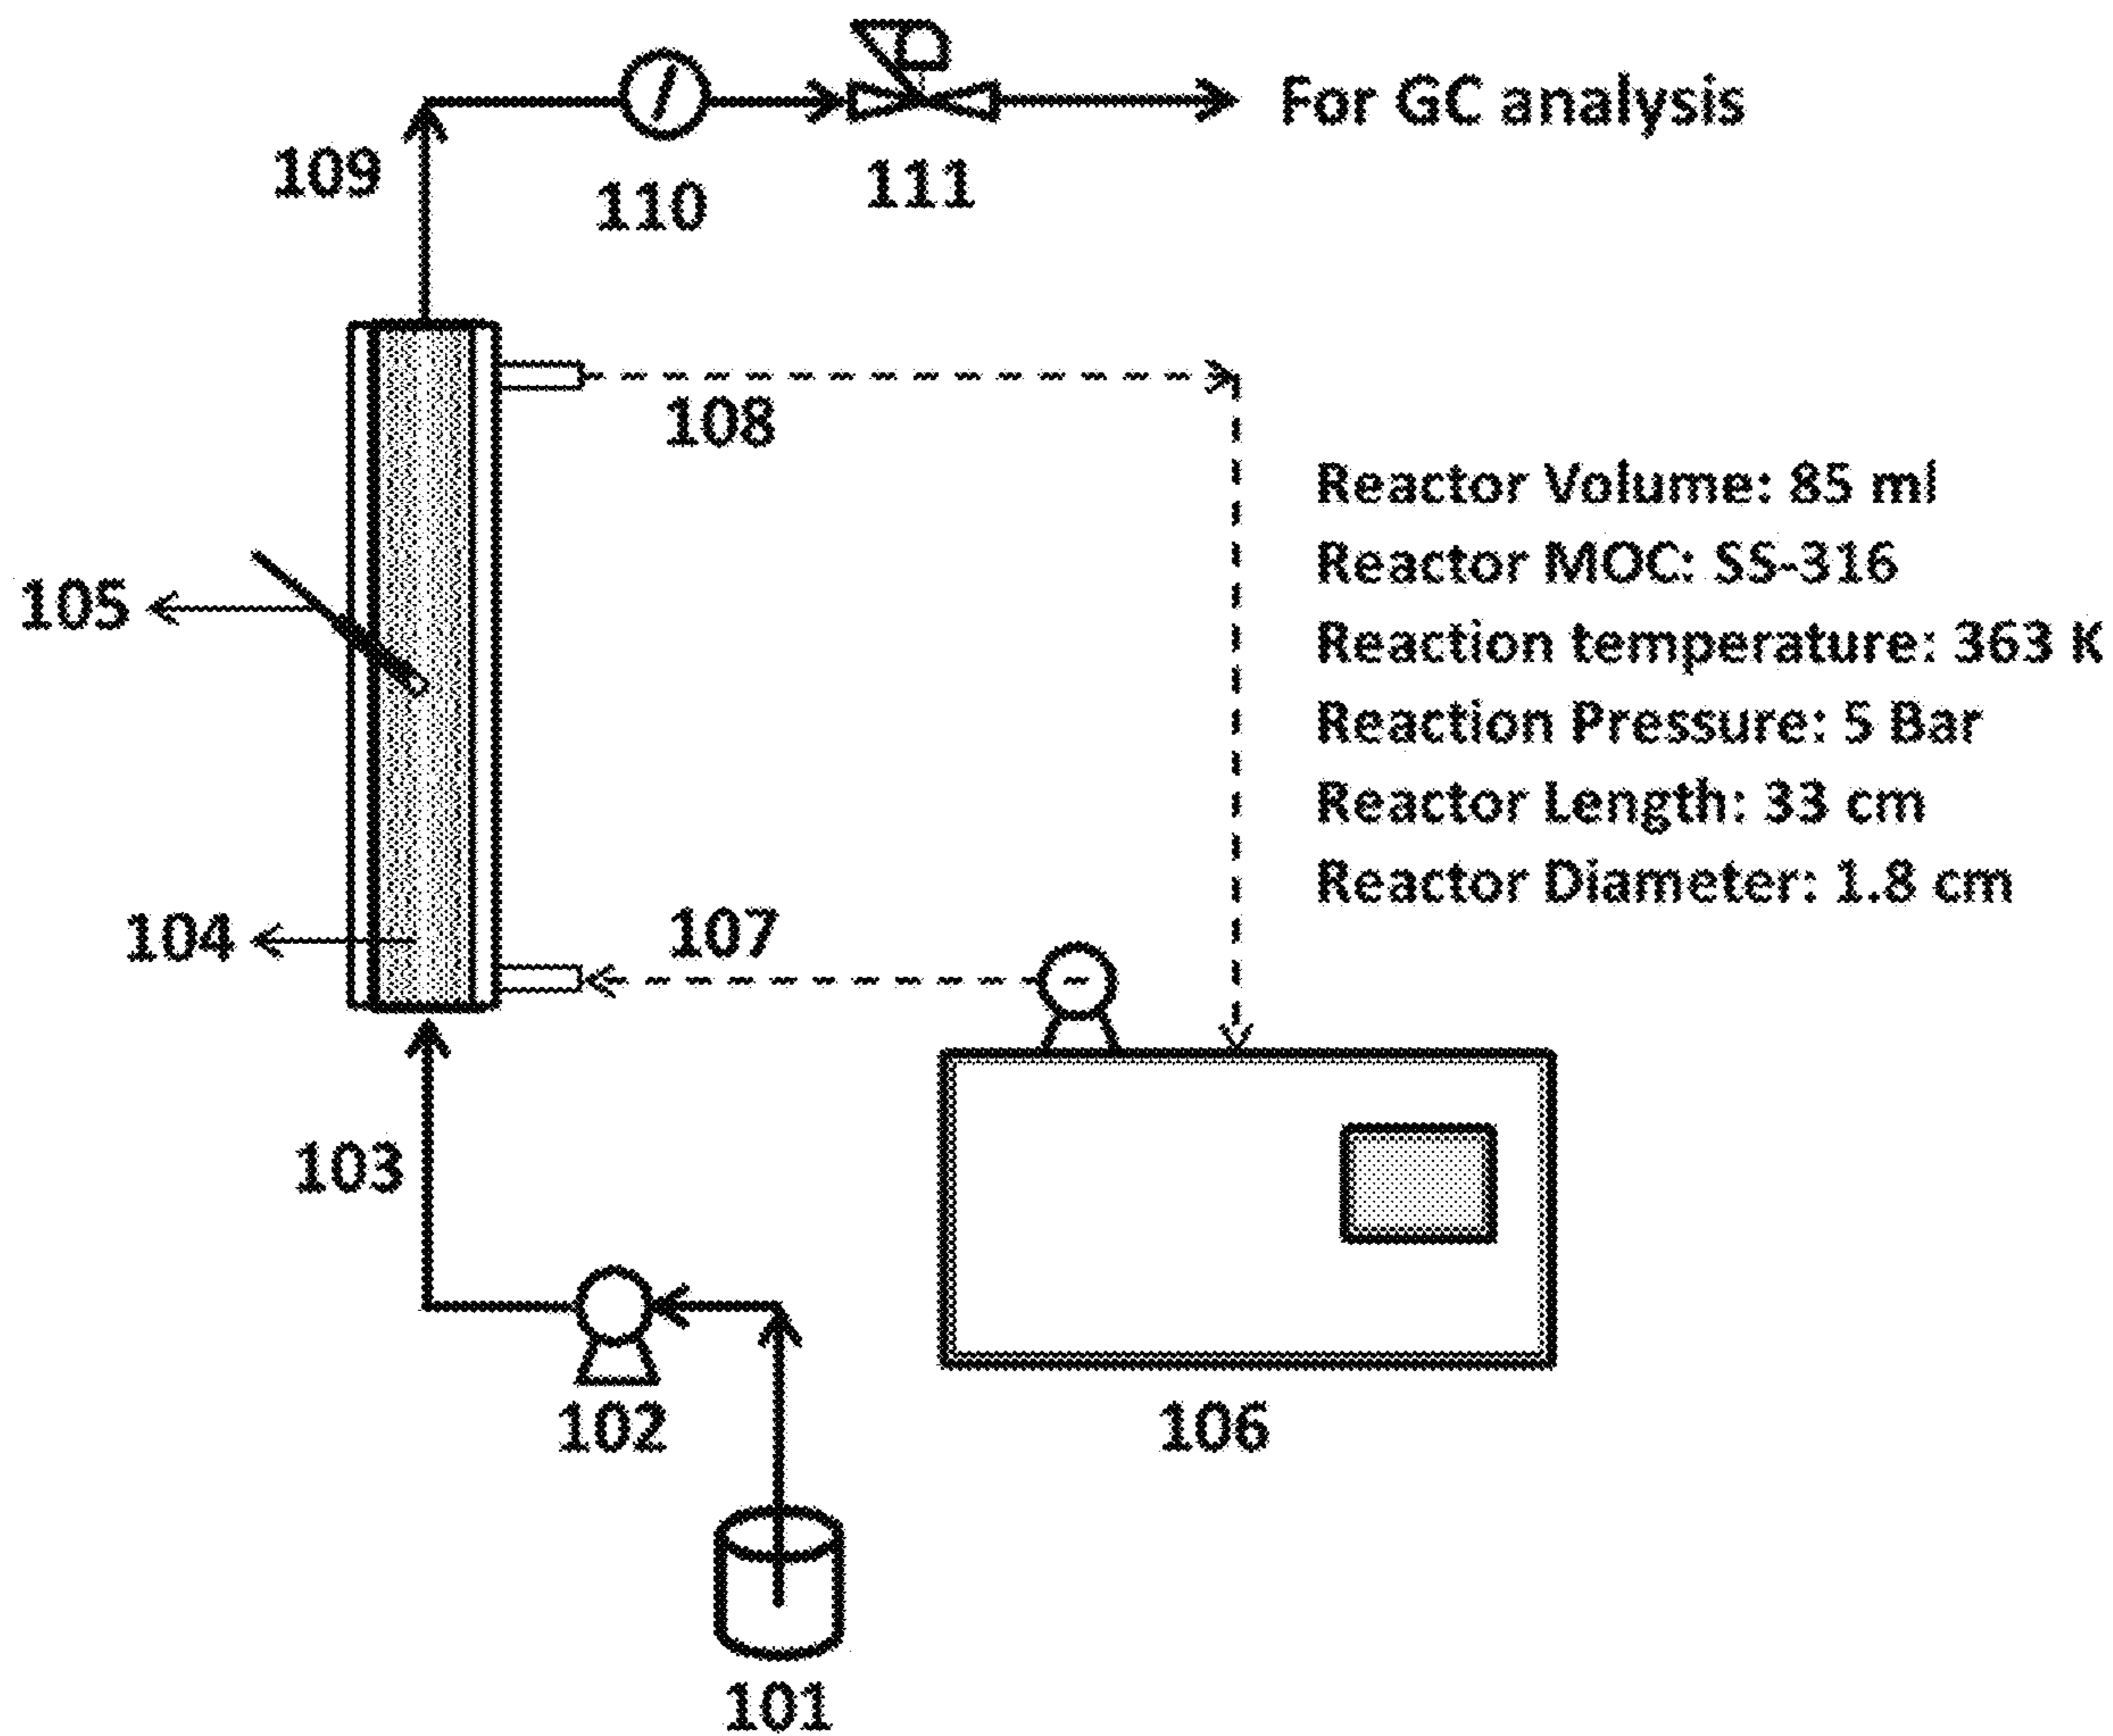 For GC analysis
109
110
111
108
Reactor Volume: 85 ml
Reactor MOC: SS-316
Reaction temperature: 363 K
Reaction Pressure: 5 Bar
Reactor Length: 33 cm
Reactor Diameter: 1.8 cm
105
104
107
103
102
106
101